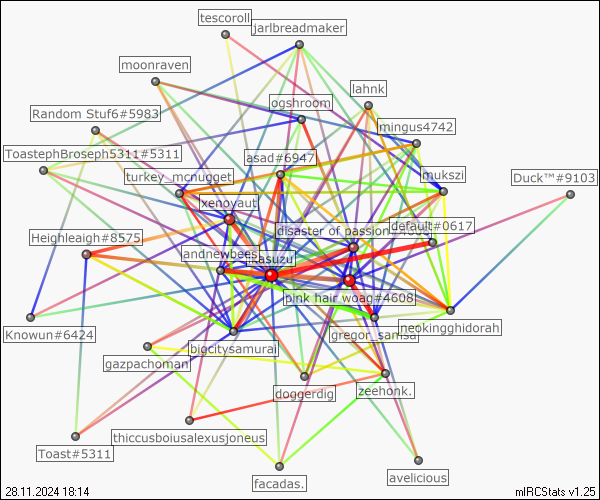 tescoroll
jarlbreadmaker
moonraven
lahnk
ogshroom
Random Stuf6#5983
mingus4742
ToastephBroseph5311#5311
asad#6947
turkey_mcnugget
mukszi
Duck™#9103
xenoyaut
disaster of passion
default#0617
Heighleaigh#8575
andnewbees
kasuzu
pink hair woag#4608
Knowun#6424
gregor_samsa
neokingghidorah
bigcitysamurai
gazpachoman
doggerdig
zeehonk.
thiccusboiusalexusjoneus
Toast#5311
facadas.
avelicious
28.11.2024 18:14
mIRCStats v1.25